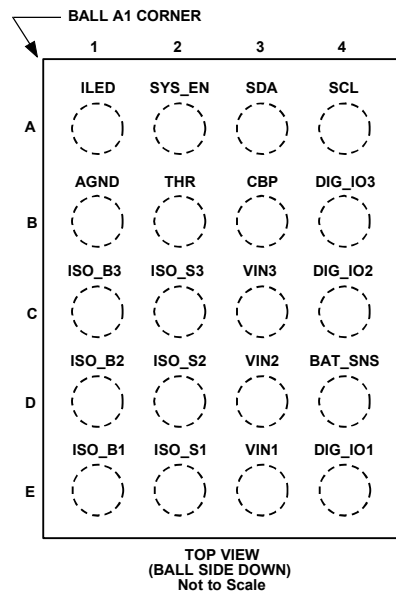 BALL A1 CORNER
1 2 3 4
ILED SYS_EN SDA SCL
A
AGND THR CBP DIG_IO3
B
ISO_B3 ISO_S3 VIN3 DIG_IO2
C
ISO_B2 ISO_S2 VIN2 BAT_SNS
D
ISO_B1 ISO_S1 VIN1 DIG_IO1
E
TOP VIEW
(BALL SIDE DOWN)
Not to Scale